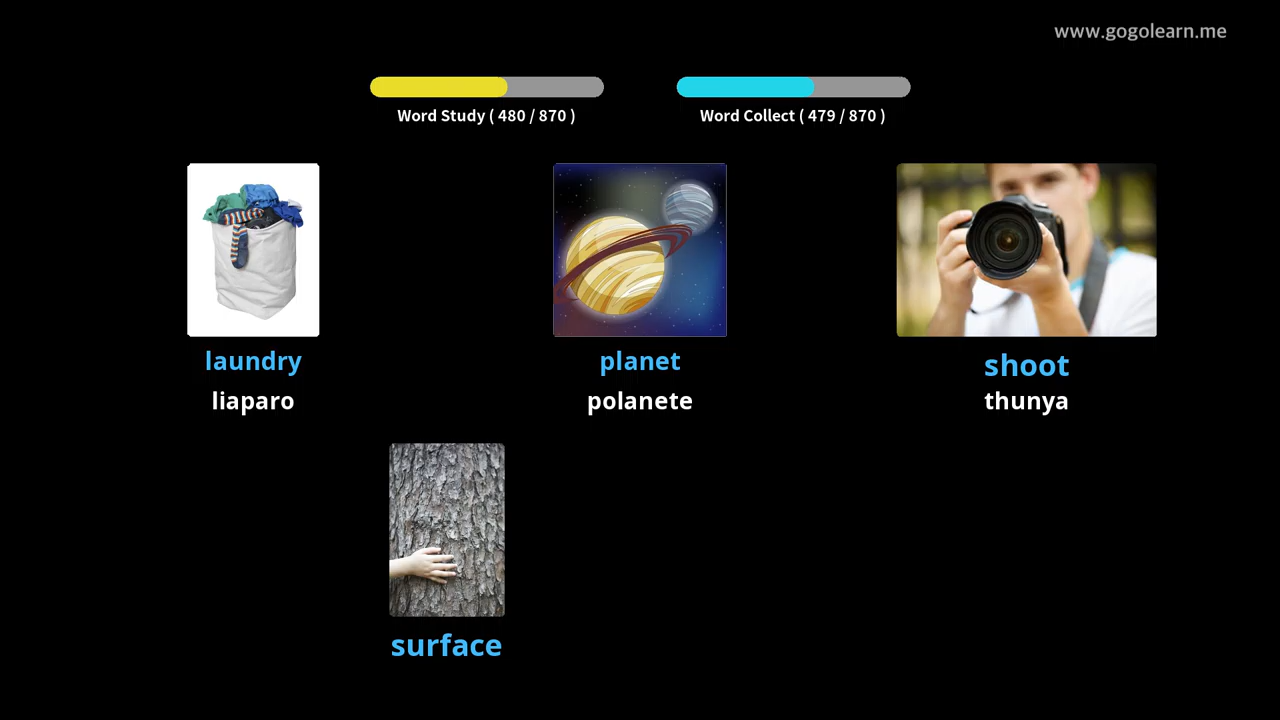 www.gogolearn.me
Word Study ( 480 / 870 )
Word Collect ( 479 / 870 )
laundry
liaparo
planet
polanete
shoot
thunya
surface